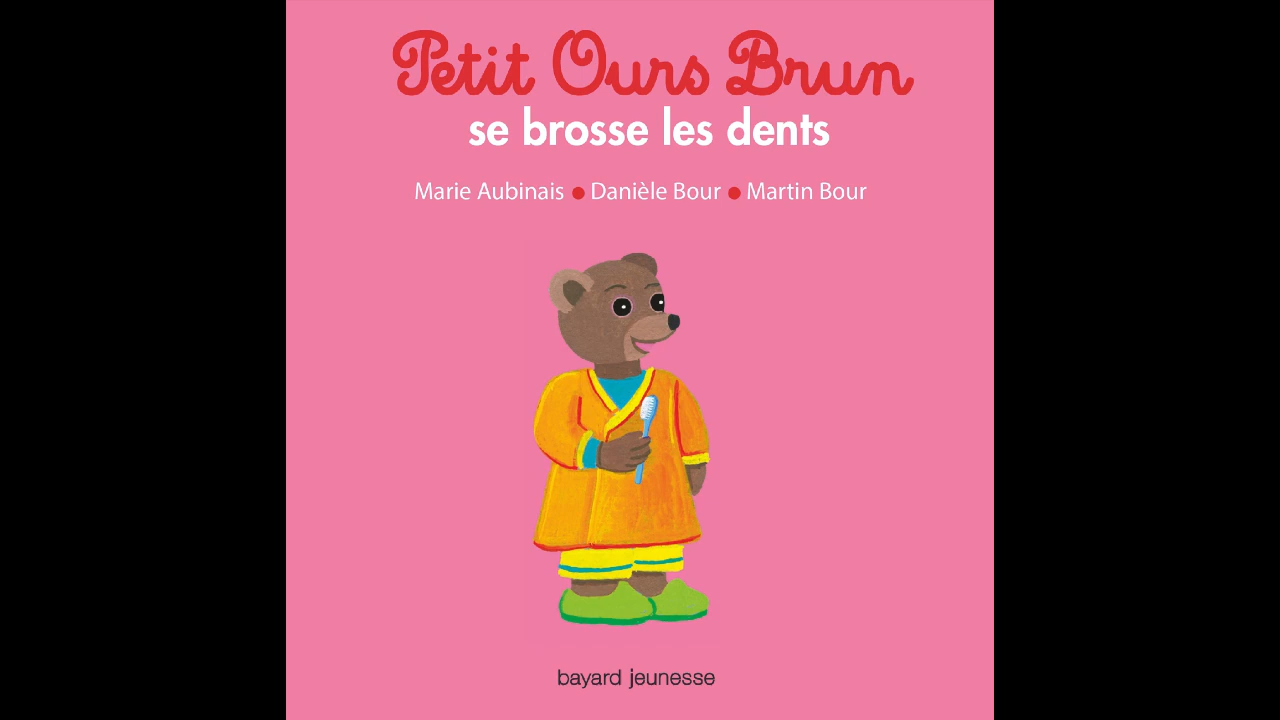 Petit Ours Brun
se brosse les dents
Marie Aubinais ● Danièle Bour ● Martin Bour
bayard jeunesse